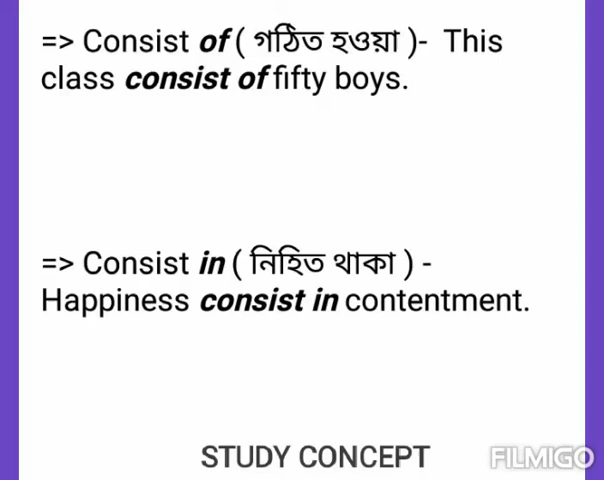 => Consist of ( গঠিত হওয়া )- This
class consist of fifty boys.
=> Consist in ( নিহিত থাকা ) -
Happiness consist in contentment.
STUDY CONCEPT
FILMIGO